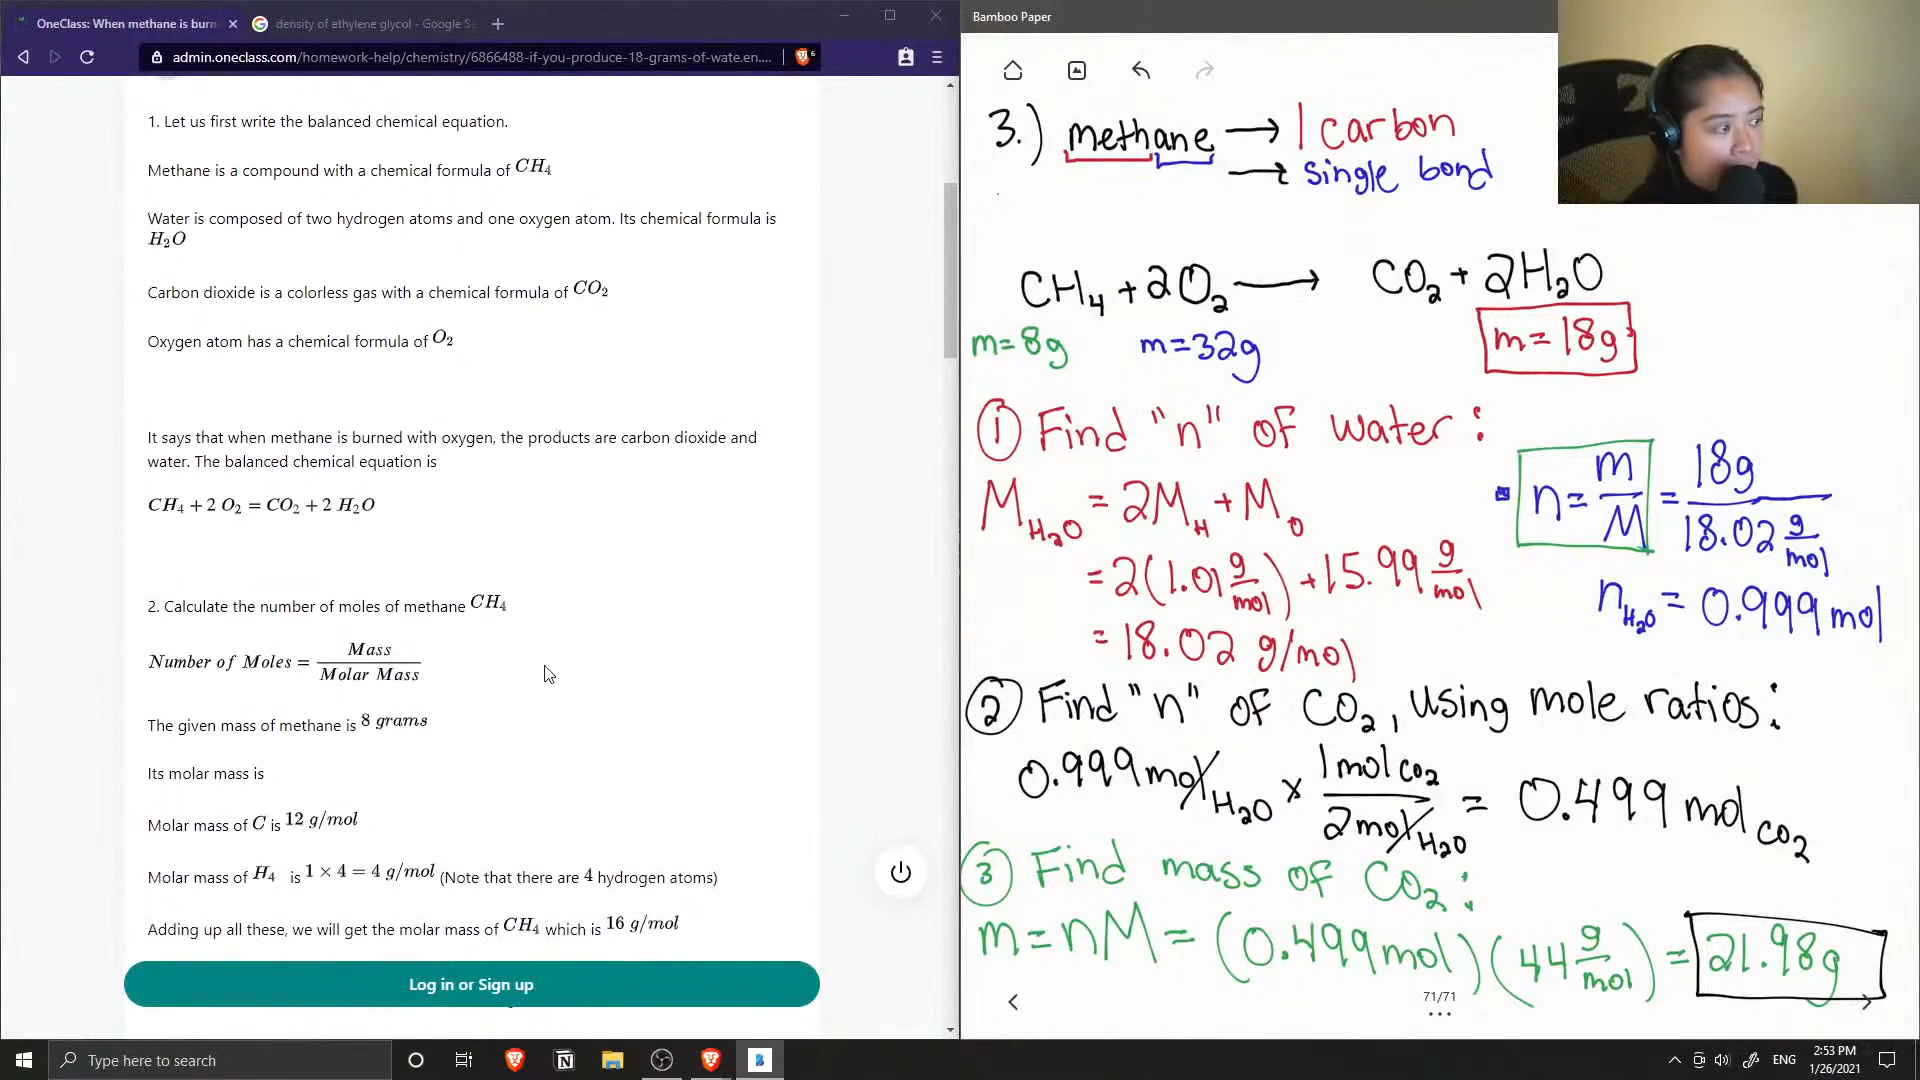 OneClass: When methane is burn
density of ethylene glycol - Google Se
admin.oneclass.com/homework-help/chemistry/6866488-if-you-produce-18-grams-of-wate.en....
6
1. Let us first write the balanced chemical equation.
Methane is a compound with a chemical formula of CH₄
Water is composed of two hydrogen atoms and one oxygen atom. Its chemical formula is
H₂O
Carbon dioxide is a colorless gas with a chemical formula of CO₂
Oxygen atom has a chemical formula of O₂
It says that when methane is burned with oxygen, the products are carbon dioxide and
water. The balanced chemical equation is
CH₄ + 2 O₂ = CO₂ + 2 H₂O
2. Calculate the number of moles of methane CH₄
Number of Moles = Mass / Molar Mass
The given mass of methane is 8 grams
Its molar mass is
Molar mass of C is 12 g/mol
Molar mass of H₄ is 1 × 4 = 4 g/mol (Note that there are 4 hydrogen atoms)
Adding up all these, we will get the molar mass of CH₄ which is 16 g/mol
Log in or Sign up
Bamboo Paper
3.) methane → 1 carbon
→ single bond
CH₄ + 2O₂ → CO₂ + 2H₂O
m=8g m=32g m=18g
① Find "n" of water:
M_H₂O = 2M_H + M_O
= 2(1.01 g/mol) + 15.99 g/mol
= 18.02 g/mol
n = m/M = 18g / 18.02 g/mol
n_H₂O = 0.999 mol
② Find "n" of CO₂, using mole ratios:
0.999 mol H₂O × 1 mol CO₂ / 2 mol H₂O = 0.499 mol CO₂
③ Find mass of CO₂:
m = nM = (0.499 mol)(44 g/mol) = 21.98g
71/71
Type here to search
ENG
2:53 PM
1/26/2021